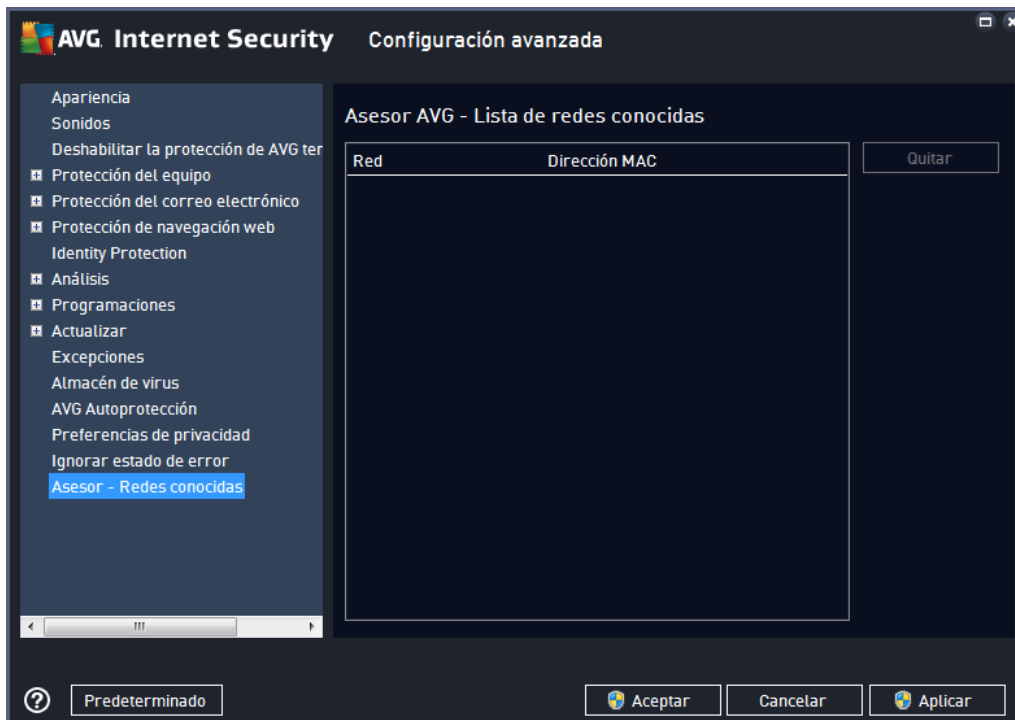 AVG. Internet Security Configuración avanzada
Apariencia
Sonidos
Deshabilitar la protección de AVG ter
Protección del equipo
Protección del correo electrónico
Protección de navegación web
Identity Protection
Análisis
Programaciones
Actualizar
Excepciones
Almacén de virus
AVG Autoprotección
Preferencias de privacidad
Ignorar estado de error
Asesor - Redes conocidas
Asesor AVG - Lista de redes conocidas
Red Dirección MAC
Quitar
? Predeterminado Aceptar Cancelar Aplicar